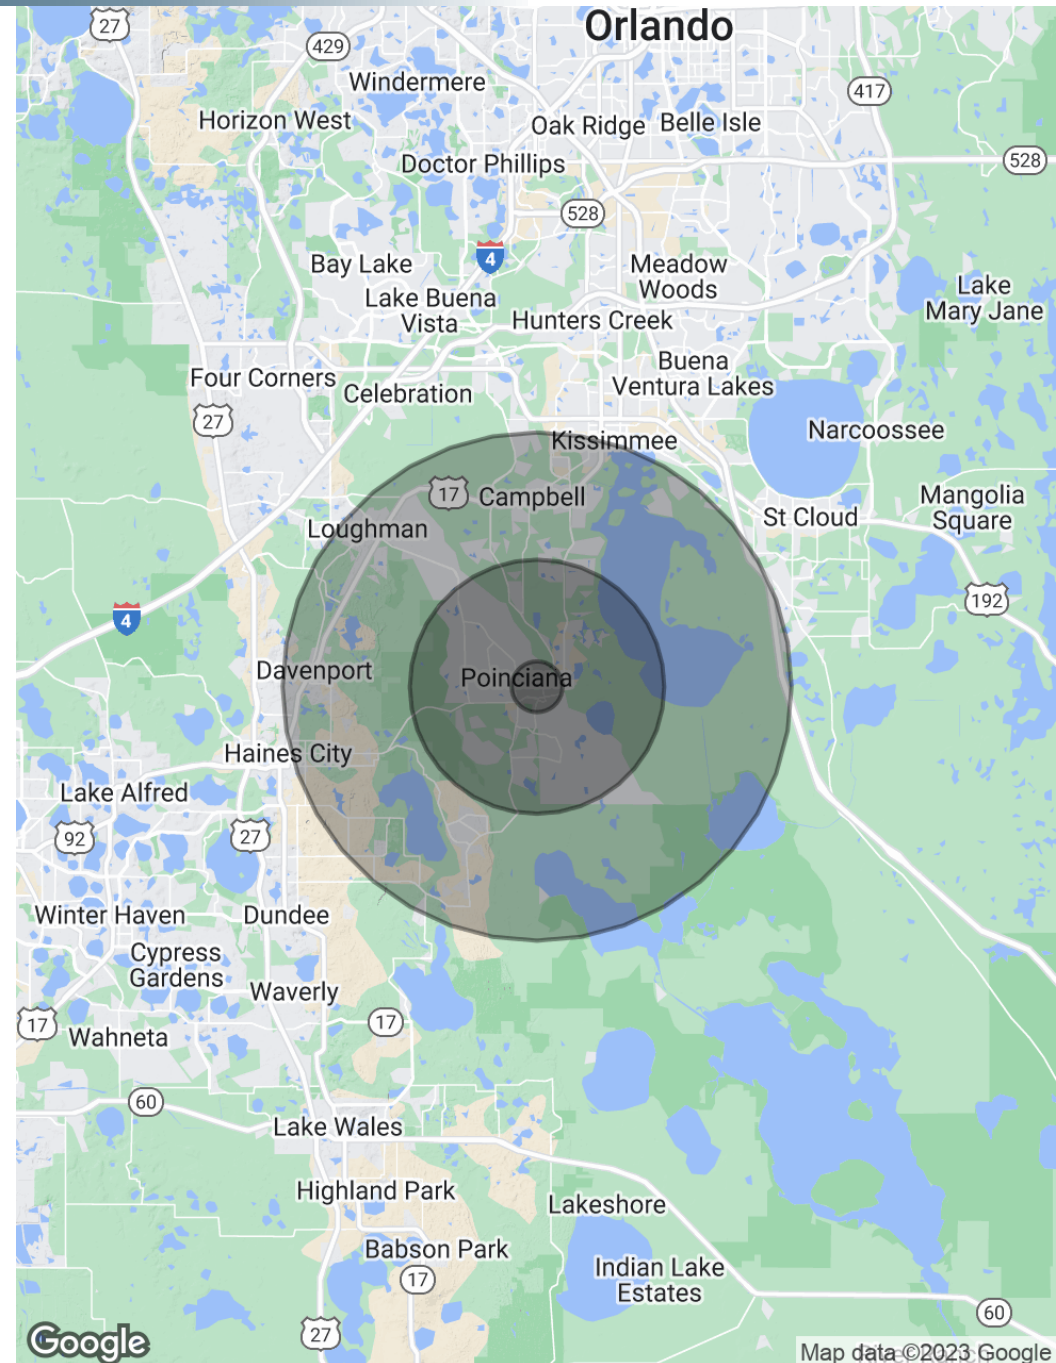 Orlando
27
429
Windermere
417
Horizon West
Oak Ridge
Belle Isle
Doctor Phillips
528
528
4
Bay Lake
Meadow
Woods
Lake
Mary Jane
Lake Buena
Vista
Hunters Creek
Buena
Ventura Lakes
Four Corners
Celebration
27
Narcoossee
Kissimmee
17
Campbell
Mangolia
Square
St Cloud
Loughman
192
4
Davenport
Poinciana
Haines City
Lake Alfred
92
27
Winter Haven
Dundee
Cypress
Gardens
Waverly
17
17
Wahneta
60
Lake Wales
Highland Park
Lakeshore
Babson Park
17
Indian Lake
Estates
60
27
Google
Map data ©2023 Google